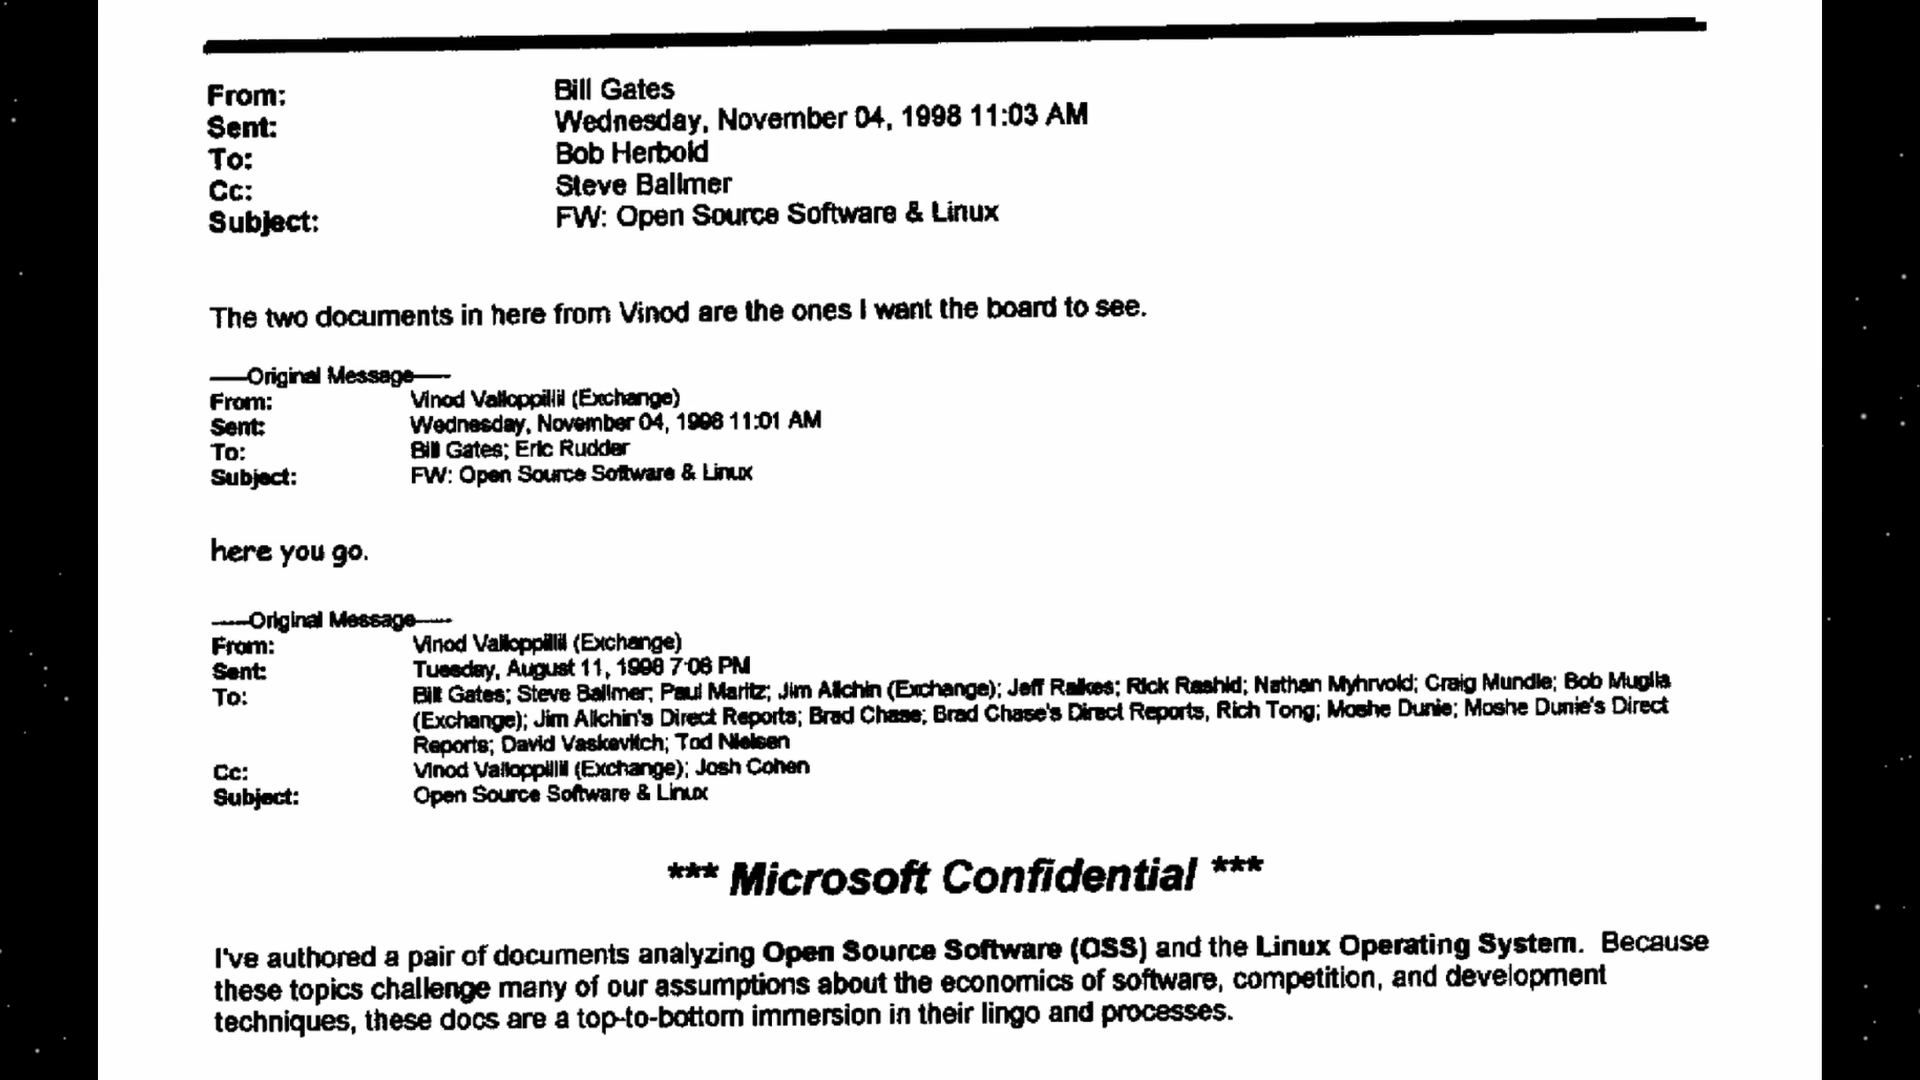 From: Bill Gates
Sent: Wednesday, November 04, 1998 11:03 AM
To: Bob Herbold
Cc: Steve Ballmer
Subject: FW: Open Source Software & Linux
The two documents in here from Vinod are the ones I want the board to see.
-----Original Message-----
From: Vinod Valloppillil (Exchange)
Sent: Wednesday, November 04, 1998 11:01 AM
To: Bill Gates; Eric Rudder
Subject: FW: Open Source Software & Linux
here you go.
-----Original Message-----
From: Vinod Valloppillil (Exchange)
Sent: Tuesday, August 11, 1998 7:06 PM
To: Bill Gates; Steve Ballmer; Paul Maritz; Jim Allchin (Exchange); Jeff Raikes; Rick Rashid; Nathan Myhrvold; Craig Mundie; Bob Muglia
(Exchange); Jim Allchin's Direct Reports; Brad Chase; Brad Chase's Direct Reports, Rich Tong; Moshe Dunie; Moshe Dunie's Direct
Reports; David Vaskevitch; Tod Nielsen
Cc: Vinod Valloppillil (Exchange); Josh Cohen
Subject: Open Source Software & Linux
*** Microsoft Confidential ***
I've authored a pair of documents analyzing Open Source Software (OSS) and the Linux Operating System. Because
these topics challenge many of our assumptions about the economics of software, competition, and development
techniques, these docs are a top-to-bottom immersion in their lingo and processes.